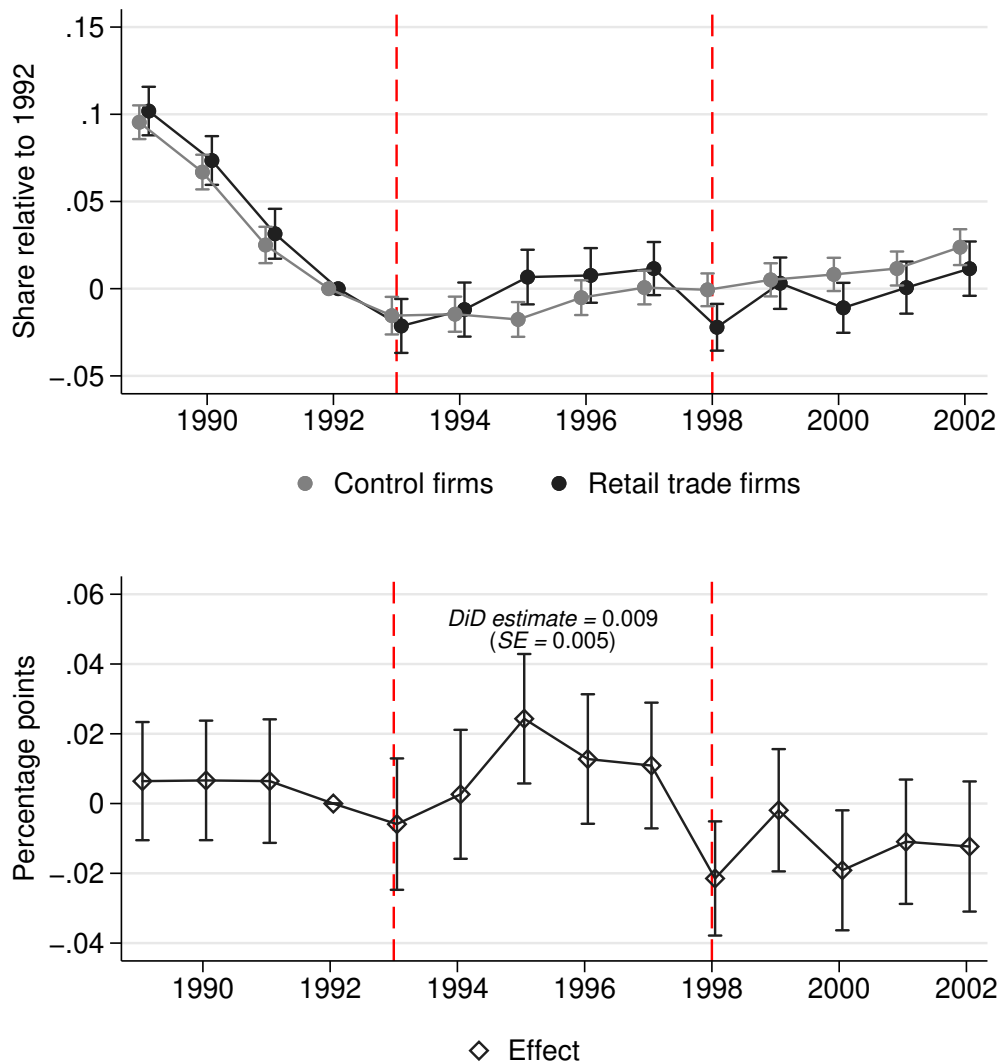 Share relative to 1992
.15
.1
.05
0
−.05
1990 1992 1994 1996 1998 2000 2002
Control firms Retail trade firms
Percentage points
.06
.04
.02
0
−.02
−.04
DiD estimate = 0.009
(SE = 0.005)
1990 1992 1994 1996 1998 2000 2002
Effect